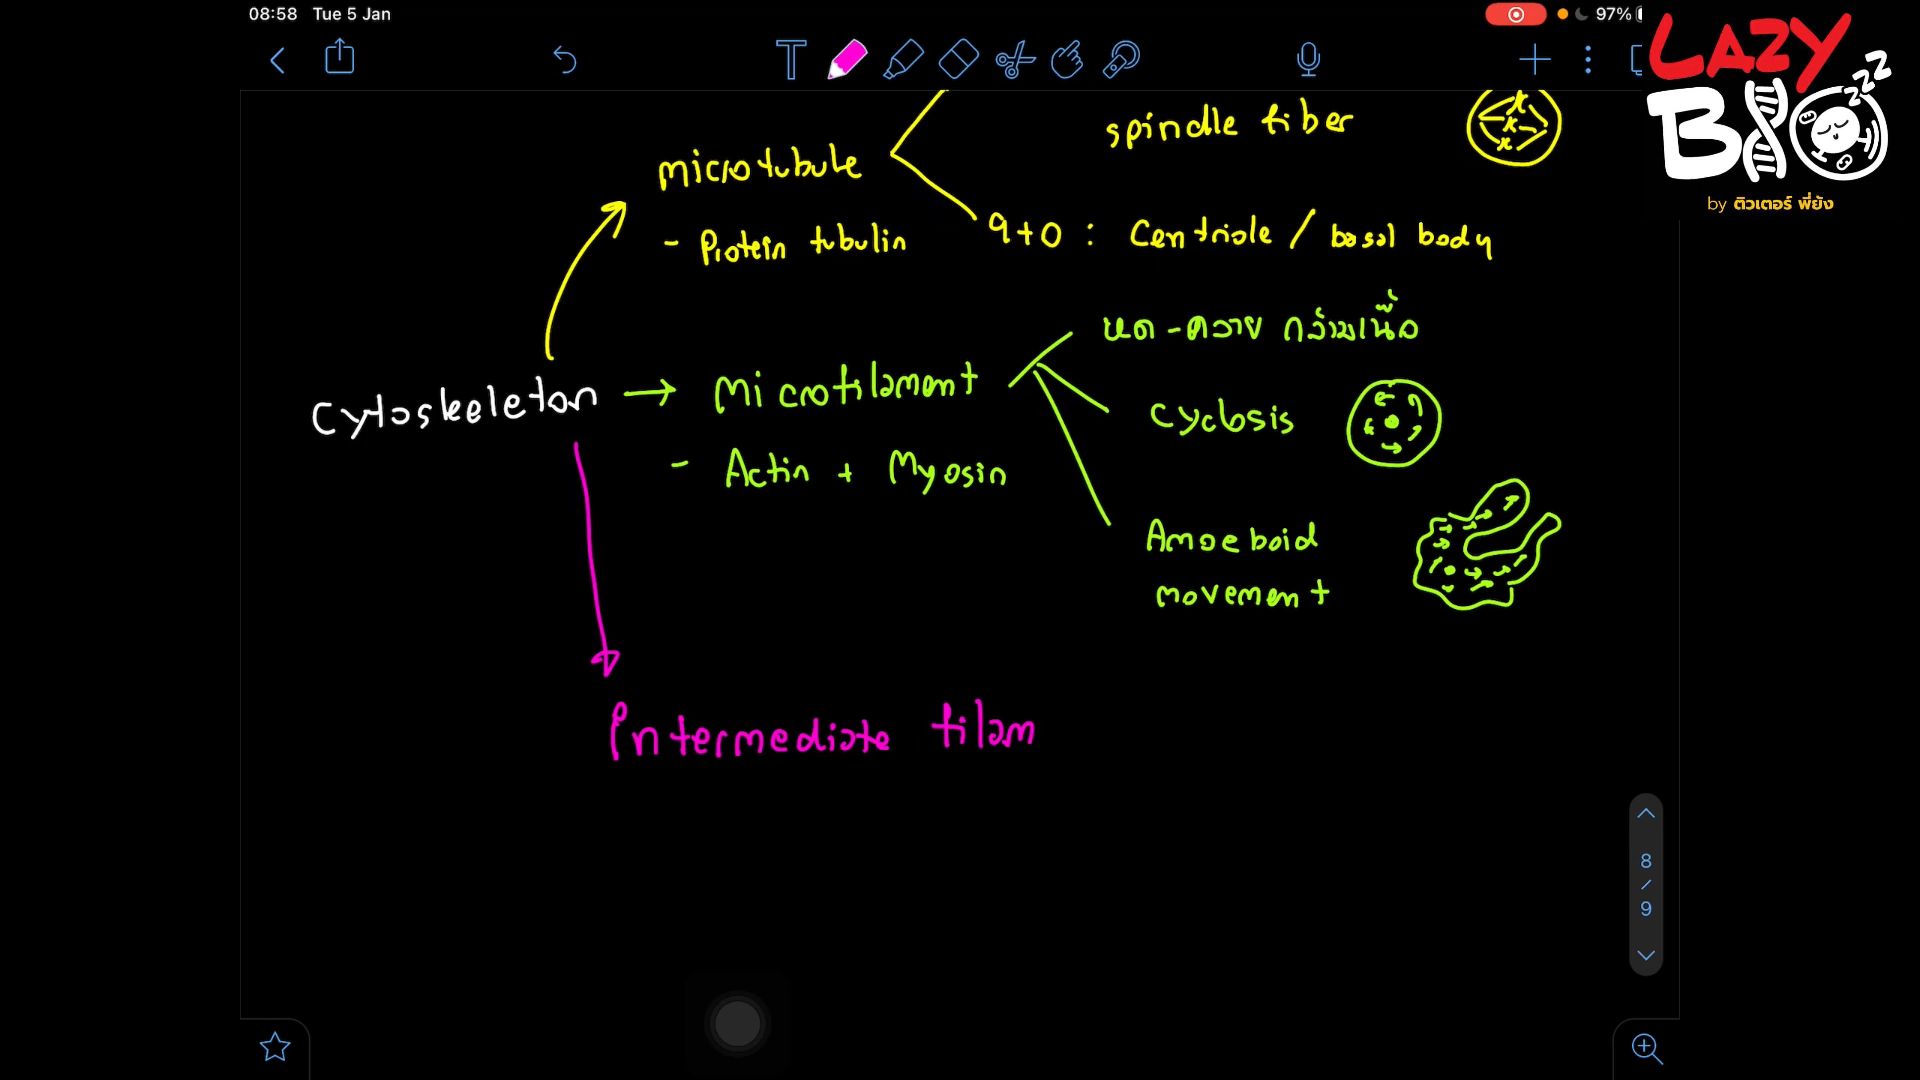 08:58 Tue 5 Jan
97%
LAZY
BIO
zzz
by ติวเตอร์ พี่ยัง
spindle fiber
microtubule
- Protein tubulin
9+0 : Centriole / basal body
หด - คลาย กล้ามเนื้อ
Cytoskeleton → Microfilament
cyclosis
- Actin + Myosin
Amoeboid
movement
Intermediate filam
8
/
9